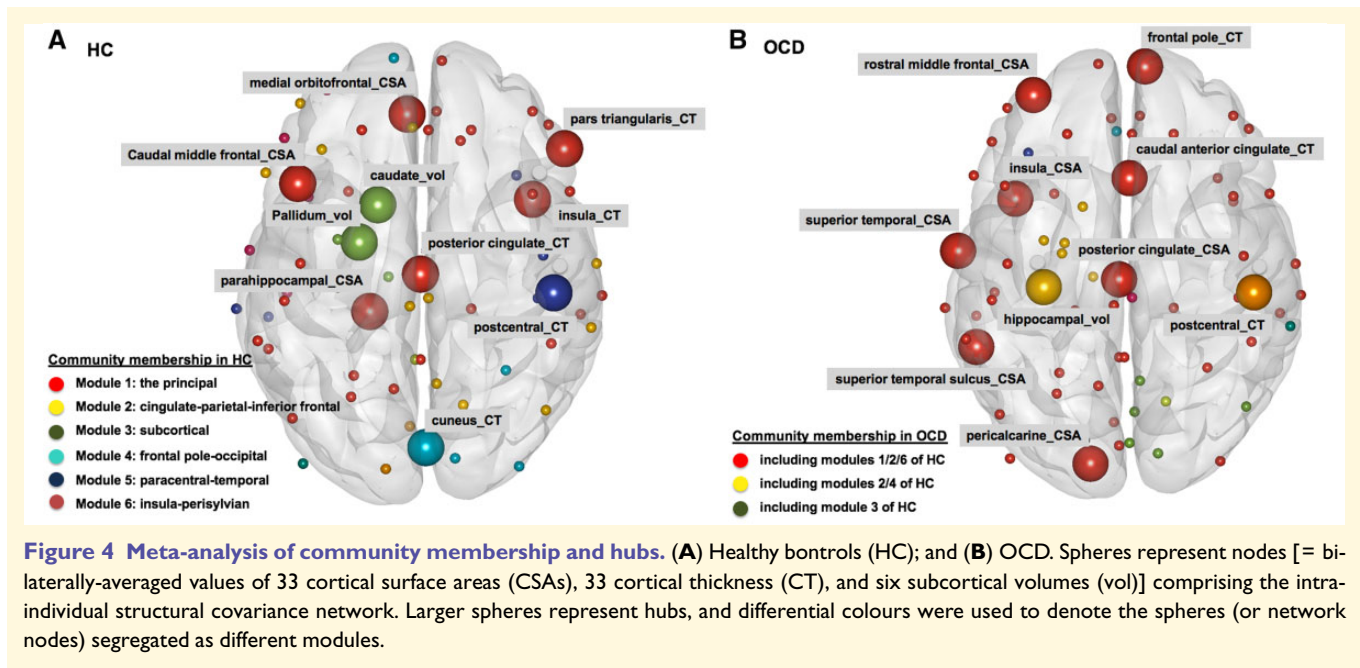 A HC
medial orbitofrontal_CSA
pars triangularis_CT
Caudal middle frontal_CSA
caudate_vol
Pallidum_vol
insula_CT
posterior cingulate_CT
parahippocampal_CSA
postcentral_CT
cuneus_CT
Community membership in HC
Module 1: the principal
Module 2: cingulate-parietal-inferior frontal
Module 3: subcortical
Module 4: frontal pole-occipital
Module 5: paracentral-temporal
Module 6: insula-perisylvian
B OCD
frontal pole_CT
rostral middle frontal_CSA
caudal anterior cingulate_CT
insula_CSA
superior temporal_CSA
posterior cingulate_CSA
hippocampal_vol
postcentral_CT
superior temporal sulcus_CSA
pericalcarine_CSA
Community membership in OCD
including modules 1/2/6 of HC
including modules 2/4 of HC
including module 3 of HC
Figure 4 Meta-analysis of community membership and hubs. (A) Healthy bontrols (HC); and (B) OCD. Spheres represent nodes [= bi-
laterally-averaged values of 33 cortical surface areas (CSAs), 33 cortical thickness (CT), and six subcortical volumes (vol)] comprising the intra-
individual structural covariance network. Larger spheres represent hubs, and differential colours were used to denote the spheres (or network
nodes) segregated as different modules.